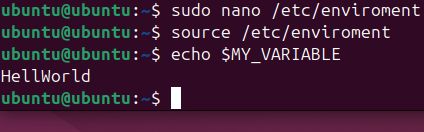 ubuntu@ubuntu:~$ sudo nano /etc/enviroment
ubuntu@ubuntu:~$ source /etc/enviroment
ubuntu@ubuntu:~$ echo $MY_VARIABLE
HellWorld
ubuntu@ubuntu:~$